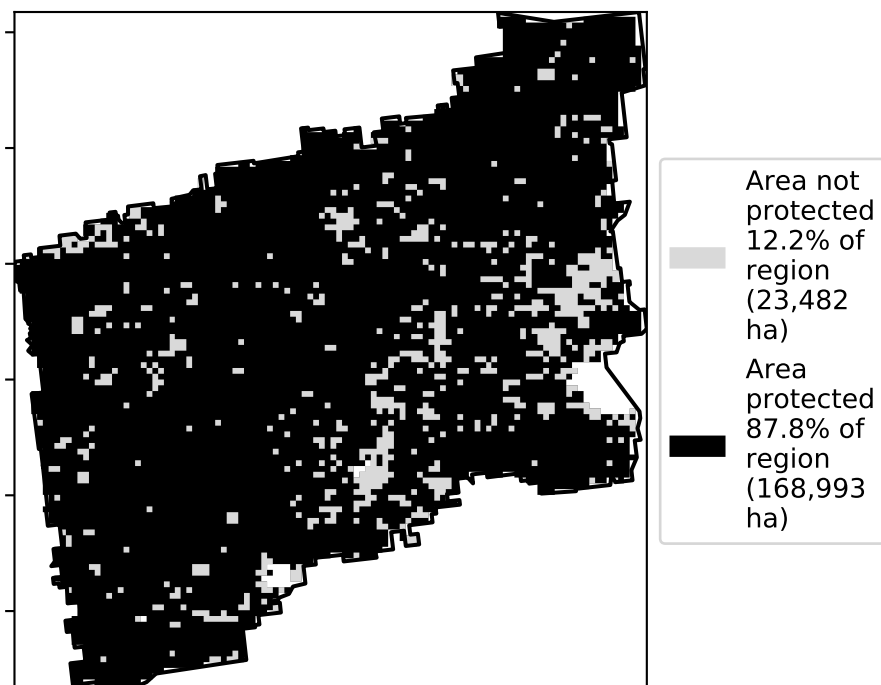 Area not
protected
12.2% of
region
(23,482
ha)
Area
protected
87.8% of
region
(168,993
ha)